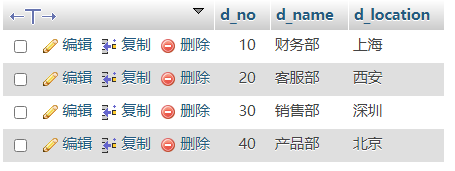 d_no d_name d_location
编辑 复制 删除 10 财务部 上海
编辑 复制 删除 20 客服部 西安
编辑 复制 删除 30 销售部 深圳
编辑 复制 删除 40 产品部 北京